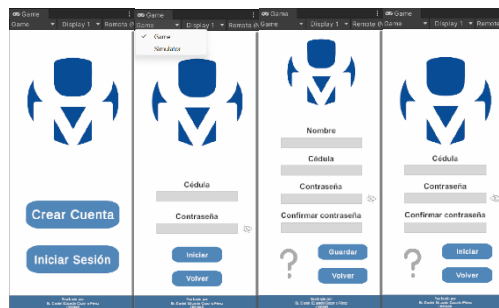 Game
Game Display 1 Remote
Crear Cuenta
Iniciar Sesión
Game
Game Display 1 Remote
Game
Simulator
Cédula
Contraseña
Iniciar
Volver
Game
Game Display 1 Remote
Nombre
Cédula
Contraseña
Confirmar contraseña
?
Guardar
Volver
Game
Game Display 1 Remote
Cédula
Contraseña
Confirmar contraseña
?
Iniciar
Volver